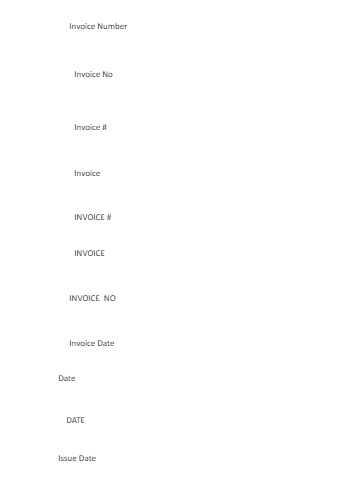 Invoice Number
Invoice No
Invoice #
Invoice
INVOICE #
INVOICE
INVOICE  NO
Invoice Date
Date
DATE
Issue Date